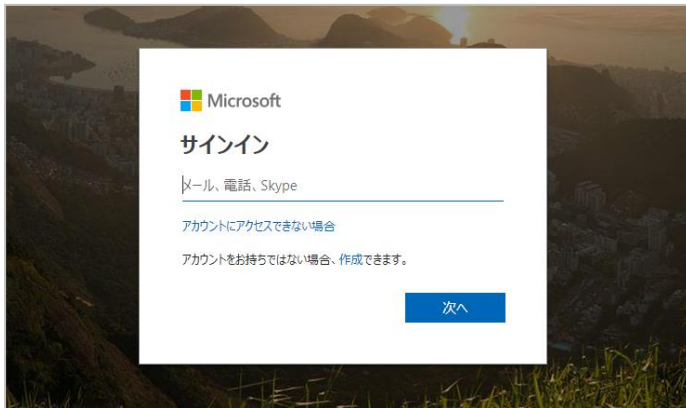 Microsoft
サインイン
メール、電話、Skype
アカウントにアクセスできない場合
アカウントをお持ちではない場合、作成できます。
次へ